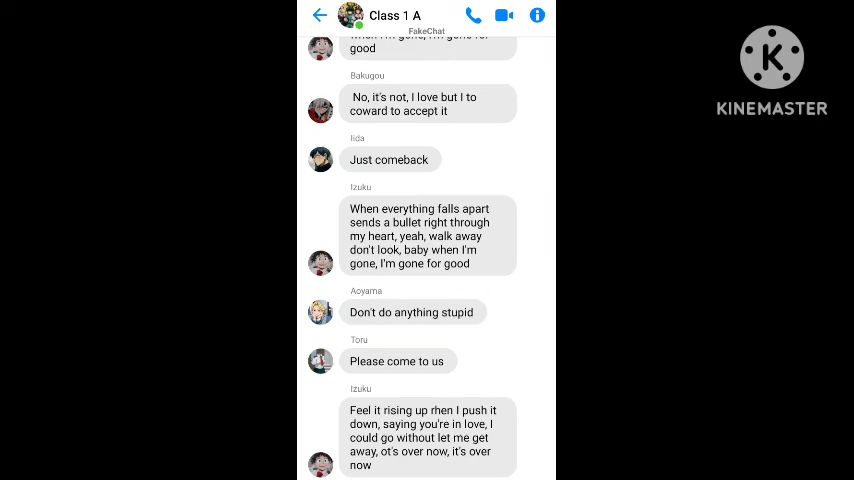 Class 1 A
FakeChat
when I'm gone, I'm gone for
good
Bakugou
No, it's not, I love but I to
coward to accept it
Iida
Just comeback
Izuku
When everything falls apart
sends a bullet right through
my heart, yeah, walk away
don't look, baby when I'm
gone, I'm gone for good
Aoyama
Don't do anything stupid
Toru
Please come to us
Izuku
Feel it rising up rhen I push it
down, saying you're in love, I
could go without let me get
away, ot's over now, it's over
now
K
KINEMASTER